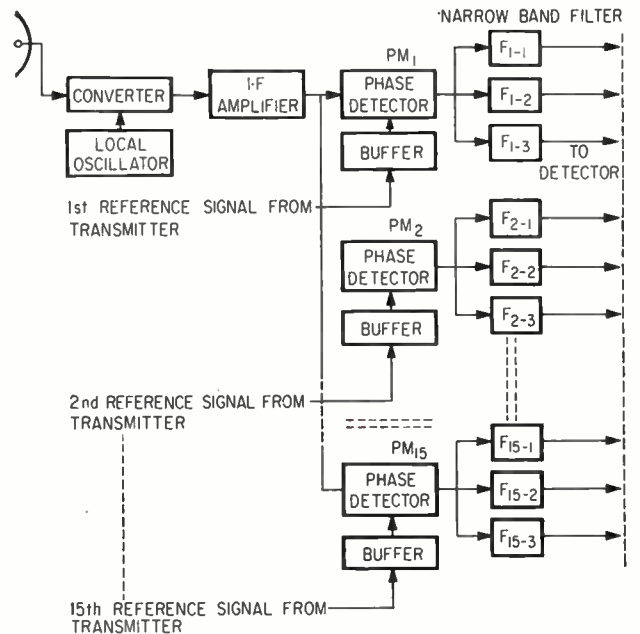 NARROW BAND FILTER
PM1
F1-1
CONVERTER
I-F
AMPLIFIER
PHASE
DETECTOR
F1-2
LOCAL
OSCILLATOR
BUFFER
F1-3
TO
DETECTOR
1st REFERENCE SIGNAL FROM
TRANSMITTER
PM2
F2-1
PHASE
DETECTOR
F2-2
BUFFER
F2-3
2nd REFERENCE SIGNAL FROM
TRANSMITTER
PM15
F15-1
PHASE
DETECTOR
F15-2
BUFFER
F15-3
15th REFERENCE SIGNAL FROM
TRANSMITTER